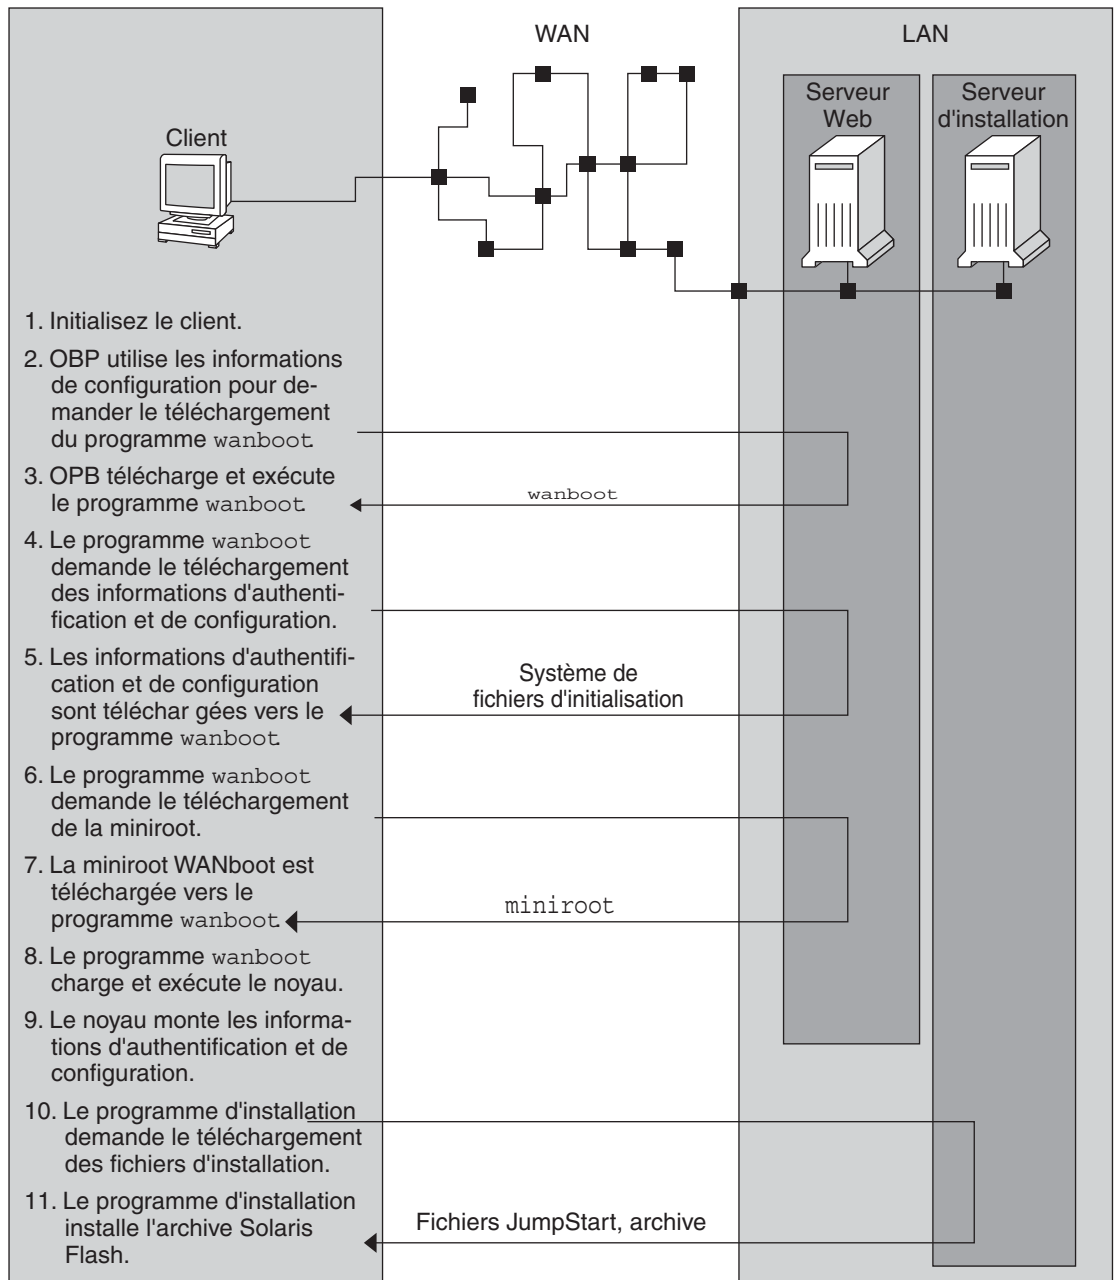 WAN
LAN
Client
Serveur
Web
Serveur
d'installation
1. Initialisez le client.
2. OBP utilise les informations
de configuration pour de-
mander le téléchargement
du programme wanboot.
3. OPB télécharge et exécute
le programme wanboot.
wanboot
4. Le programme wanboot
demande le téléchargement
des informations d'authenti-
fication et de configuration.
5. Les informations d'authentifi-
cation et de configuration
sont téléchar gées vers le
programme wanboot.
Système de
fichiers d'initialisation
6. Le programme wanboot
demande le téléchargement
de la miniroot.
7. La miniroot WANboot est
téléchargée vers le
programme wanboot.
miniroot
8. Le programme wanboot
charge et exécute le noyau.
9. Le noyau monte les informa-
tions d'authentification et de
configuration.
10. Le programme d'installation
demande le téléchargement
des fichiers d'installation.
11. Le programme d'installation
installe l'archive Solaris
Flash.
Fichiers JumpStart, archive